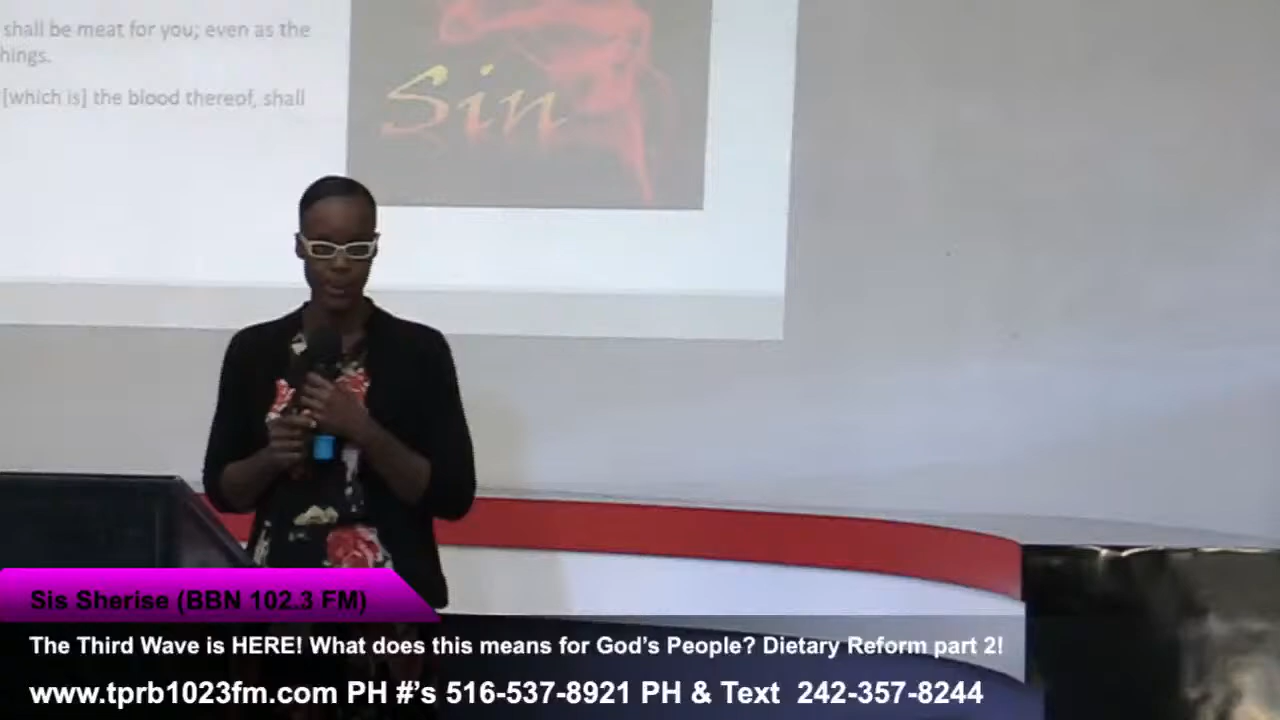 shall be meat for you; even as the
hings.
[which is] the blood thereof, shall
Sin
Sis Sherise (BBN 102.3 FM)
The Third Wave is HERE! What does this means for God's People? Dietary Reform part 2!
www.tprb1023fm.com PH #'s 516-537-8921 PH & Text 242-357-8244